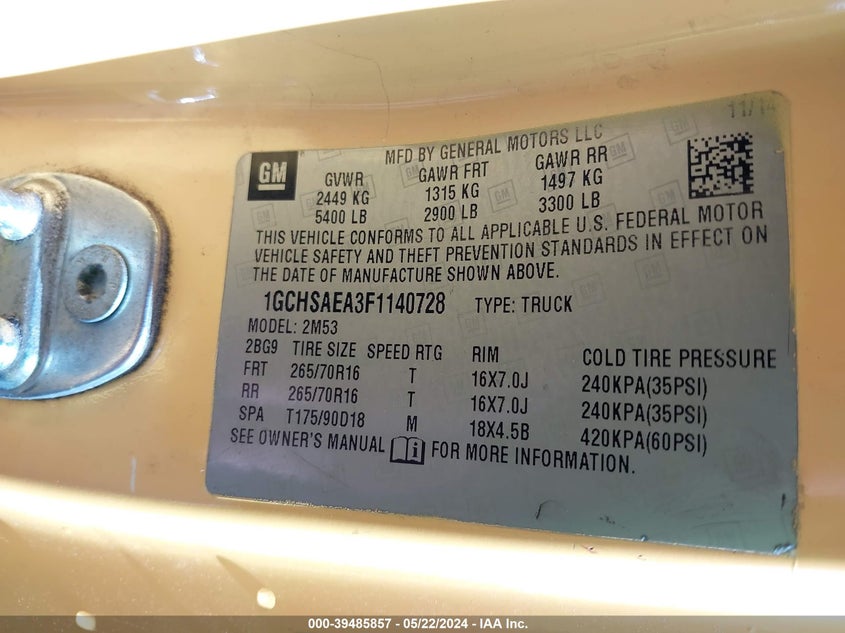 11/14
GM
MFD BY GENERAL MOTORS LLC
GVWR GAWR FRT GAWR RR
2449 KG 1315 KG 1497 KG
5400 LB 2900 LB 3300 LB
THIS VEHICLE CONFORMS TO ALL APPLICABLE U.S. FEDERAL MOTOR
VEHICLE SAFETY AND THEFT PREVENTION STANDARDS IN EFFECT ON
THE DATE OF MANUFACTURE SHOWN ABOVE.
1GCHSAEA3F1140728 TYPE: TRUCK
MODEL: 2M53
2BG9 TIRE SIZE SPEED RTG RIM COLD TIRE PRESSURE
FRT 265/70R16 T 16X7.0J 240KPA(35PSI)
RR 265/70R16 T 16X7.0J 240KPA(35PSI)
SPA T175/90D18 M 18X4.5B 420KPA(60PSI)
SEE OWNER'S MANUAL FOR MORE INFORMATION.
000-39485857 - 05/22/2024 - IAA Inc.